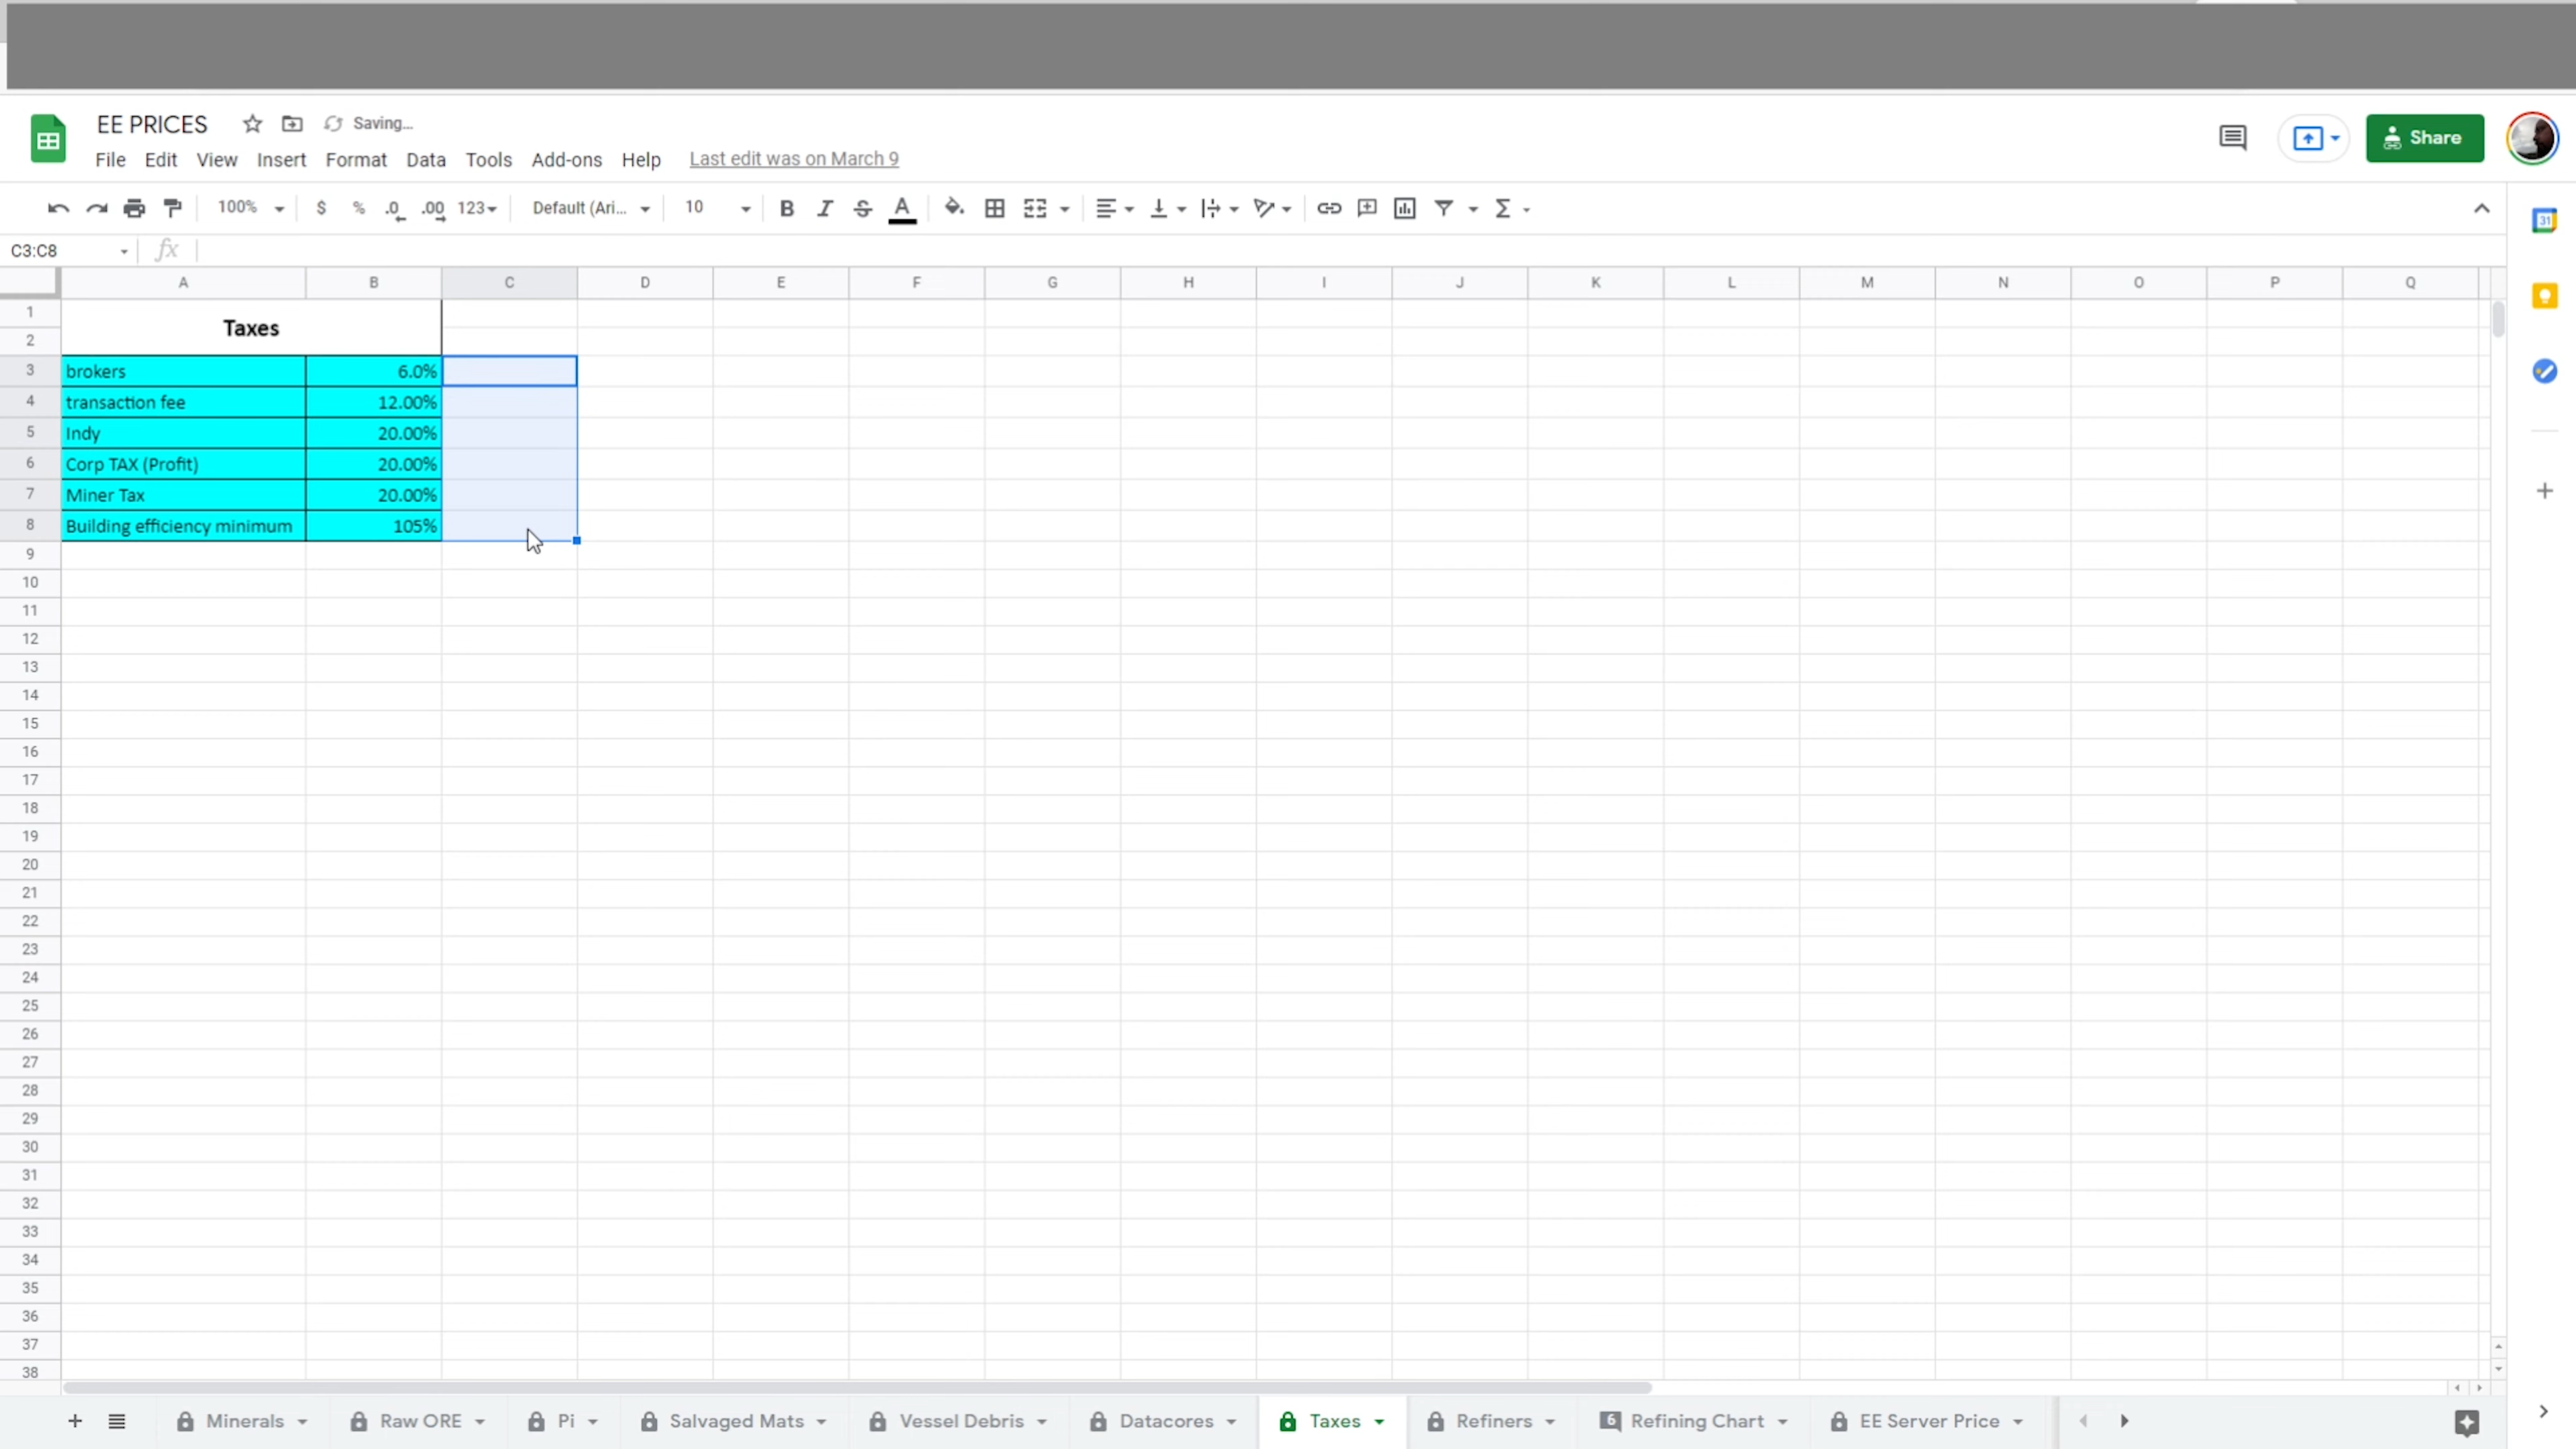 EE PRICES Saving...
File Edit View Insert Format Data Tools Add-ons Help Last edit was on March 9
Share
100% $ % .0 .00 123 Default (Ari... 10 B I S A Σ
31
C3:C8 fx
A B C D E F G H I J K L M N O P Q
1
Taxes
2
3 brokers 6.0%
4 transaction fee 12.00%
5 Indy 20.00%
6 Corp TAX (Profit) 20.00%
7 Miner Tax 20.00%
8 Building efficiency minimum 105%
9
10
11
12
13
14
15
16
17
18
19
20
21
22
23
24
25
26
27
28
29
30
31
32
33
34
35
36
37
38
Minerals Raw ORE Pi Salvaged Mats Vessel Debris Datacores Taxes Refiners 6 Refining Chart EE Server Price